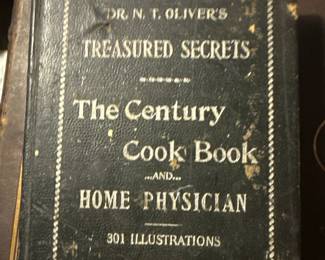 DR. N. T. OLIVER'S
TREASURED SECRETS
The Century
Cook Book
...AND...
HOME PHYSICIAN
301 ILLUSTRATIONS